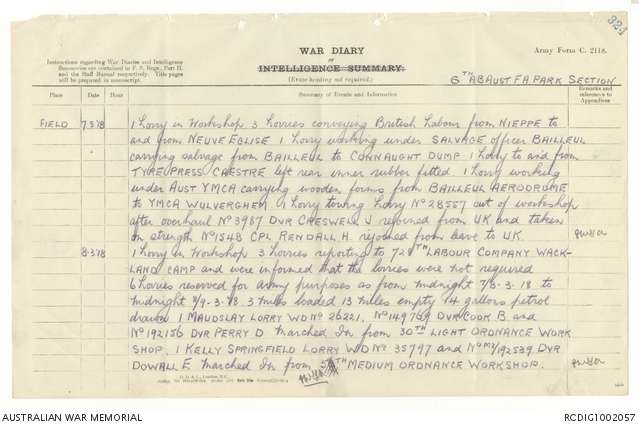 324
WAR DIARY
or
INTELLIGENCE SUMMARY.
(Erase heading not required.)
Army Form C. 2118.
Instructions regarding War Diaries and Intelligence
Summaries are contained in F. S. Regs., Part II.
and the Staff Manual respectively. Title pages
will be prepared in manuscript.
6TH AB AUST F A PARK SECTION
Place
Date
Hour
Summary of Events and Information
Remarks and
references to
Appendices
FIELD 7.3.18 1 lorry in Workshop 3 lorries conveying British Labour from NIEPPE to
and from NEUVE EGLISE 1 lorry working under SALVAGE officer BAILLEUL
carrying salvage from BAILLEUL to CONNAUGHT DUMP 1 lorry to and from
TYRE PRESS CAESTRE left rear inner rubber fitted. 1 lorry working
under AUST YMCA carrying wooden forms from BAILLEUL AERODROME
to YMCA WULVERGHEM 1 lorry towing lorry No 28557 out of workshop
after overhaul No 3987 DVR CRESWELL J rejoined from UK and taken
on strength No 1548 CPL RENDALL H. rejoined from leave to U.K.
8.3.18 1 lorry in Workshop 3 lorries reporting to 728TH LABOUR COMPANY WACK-
LAND CAMP and were informed that the lorries were not required
6 lorries reserved for army purposes as from midnight 7/8.3.18 to
midnight 8/9.3.18. 3 miles loaded 13 miles empty 14 gallons petrol
drawn 1 MAUDSLAY LORRY WD No 26221. No 149769 DVR COOK B and
No 192156 DVR PERRY D marched In from 30TH LIGHT ORDNANCE WORK
SHOP. 1 KELLY SPRINGFIELD LORRY WD No 35797 and No M2/192539 DVR
DOWALL E marched In from TH MEDIUM ORDNANCE WORKSHOP.
AUSTRALIAN WAR MEMORIAL
RCDIG1002057